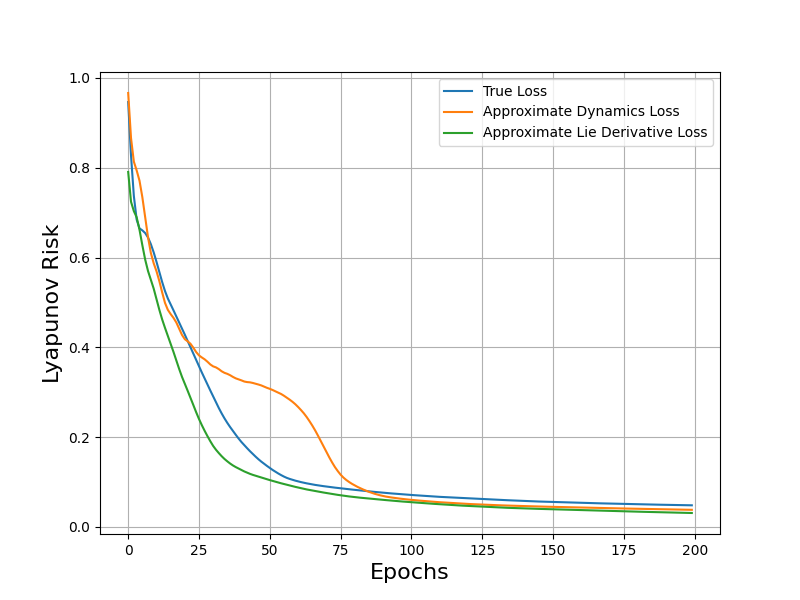 True Loss
Approximate Dynamics Loss
Approximate Lie Derivative Loss
Lyapunov Risk
1.0
0.8
0.6
0.4
0.2
0.0
0 25 50 75 100 125 150 175 200
Epochs